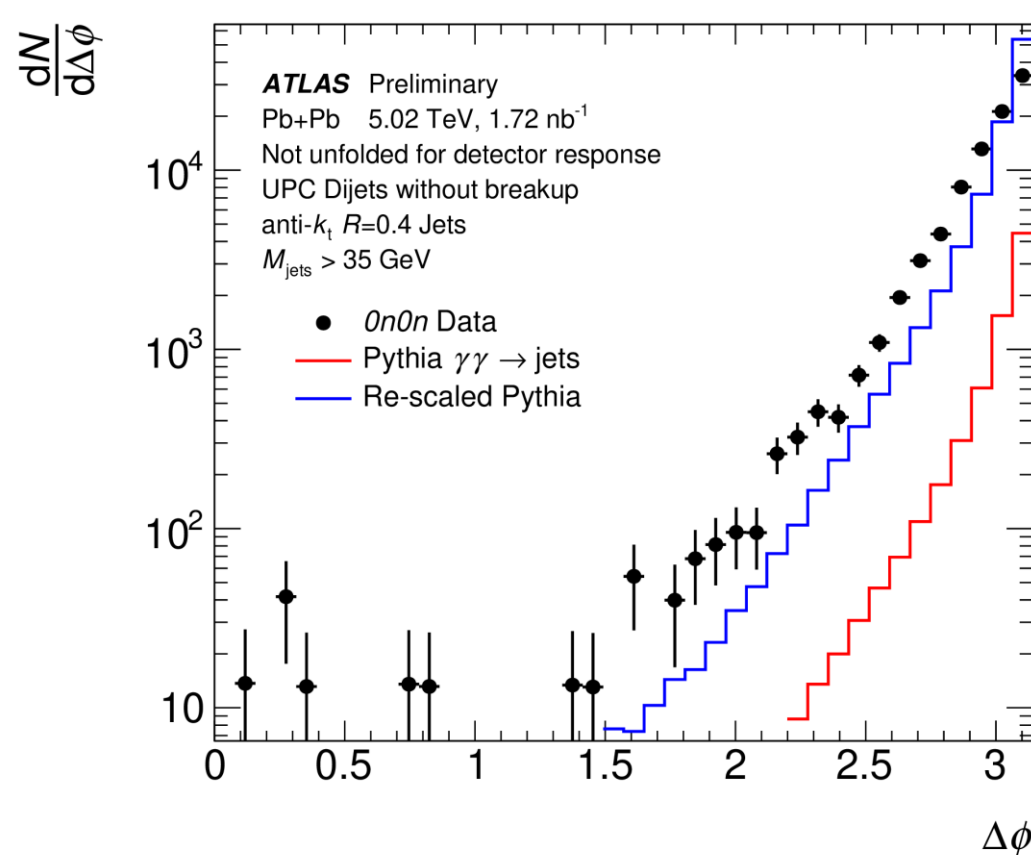 dN
dΔϕ
ATLAS Preliminary
Pb+Pb 5.02 TeV, 1.72 nb⁻¹
Not unfolded for detector response
UPC Dijets without breakup
anti-kₜ R=0.4 Jets
M_jets > 35 GeV
0n0n Data
Pythia γγ → jets
Re-scaled Pythia
10⁴
10³
10²
10
0 0.5 1 1.5 2 2.5 3
Δϕ